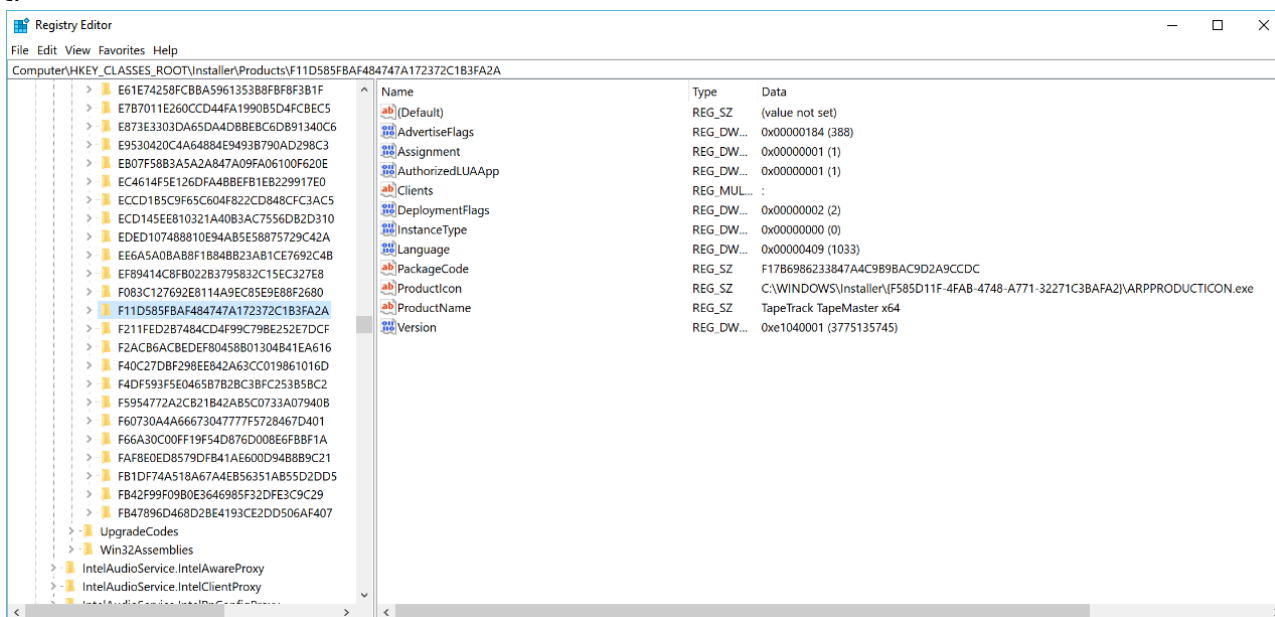 Registry Editor
File Edit View Favorites Help
Computer\HKEY_CLASSES_ROOT\Installer\Products\F11D585FBAF484747A172372C1B3FA2A
E61E74258FCBBA5961353B8FBF8F3B1F
E7B7011E260CCD44FA1990B5D4FCBEC5
E873E3303DA65DA4DBBEBC6DB91340C6
E9530420C4A64884E9493B790AD298C3
EB07F58B3A5A2A847A09FA06100F620E
EC4614F5E126DFA4BBEFB1EB229917E0
ECCD1B5C9F65C604F822CD848CFC3AC5
ECD145EE810321A40B3AC7556DB2D310
EDED107488810E94AB5E58875729C42A
EE6A5A0BAB8F1B84BB23AB1CE7692C4B
EF89414C8FB022B3795832C15EC327E8
F083C127692E8114A9EC85E9E88F2680
F11D585FBAF484747A172372C1B3FA2A
F211FED2B7484CD4F99C79BE252E7DCF
F2ACB6ACBEDEF80458B01304B41EA616
F40C27DBF298EE842A63CC019861016D
F4DF593F5E0465B7B2BC3BFC253B5BC2
F5954772A2CB21B42AB5C0733A07940B
F60730A4A66673047777F5728467D401
F66A30C00FF19F54D876D008E6FBBF1A
FAF8E0ED8579DFB41AE600D94B8B9C21
FB1DF74A518A67A4EB56351AB55D2DD5
FB42F99F09B0E3646985F32DFE3C9C29
FB47896D468D2BE4193CE2DD506AF407
UpgradeCodes
Win32Assemblies
IntelAudioService.IntelAwareProxy
IntelAudioService.IntelClientProxy
Name Type Data
(Default) REG_SZ (value not set)
AdvertiseFlags REG_DW... 0x00000184 (388)
Assignment REG_DW... 0x00000001 (1)
AuthorizedLUAApp REG_DW... 0x00000001 (1)
Clients REG_MUL... :
DeploymentFlags REG_DW... 0x00000002 (2)
InstanceType REG_DW... 0x00000000 (0)
Language REG_DW... 0x00000409 (1033)
PackageCode REG_SZ F17B6986233847A4C9B9BAC9D2A9CCDC
ProductIcon REG_SZ C:\WINDOWS\Installer\{F585D11F-4FAB-4748-A771-32271C3BAFA2}\ARPPRODUCTICON.exe
ProductName REG_SZ TapeTrack TapeMaster x64
Version REG_DW... 0xe1040001 (3775135745)